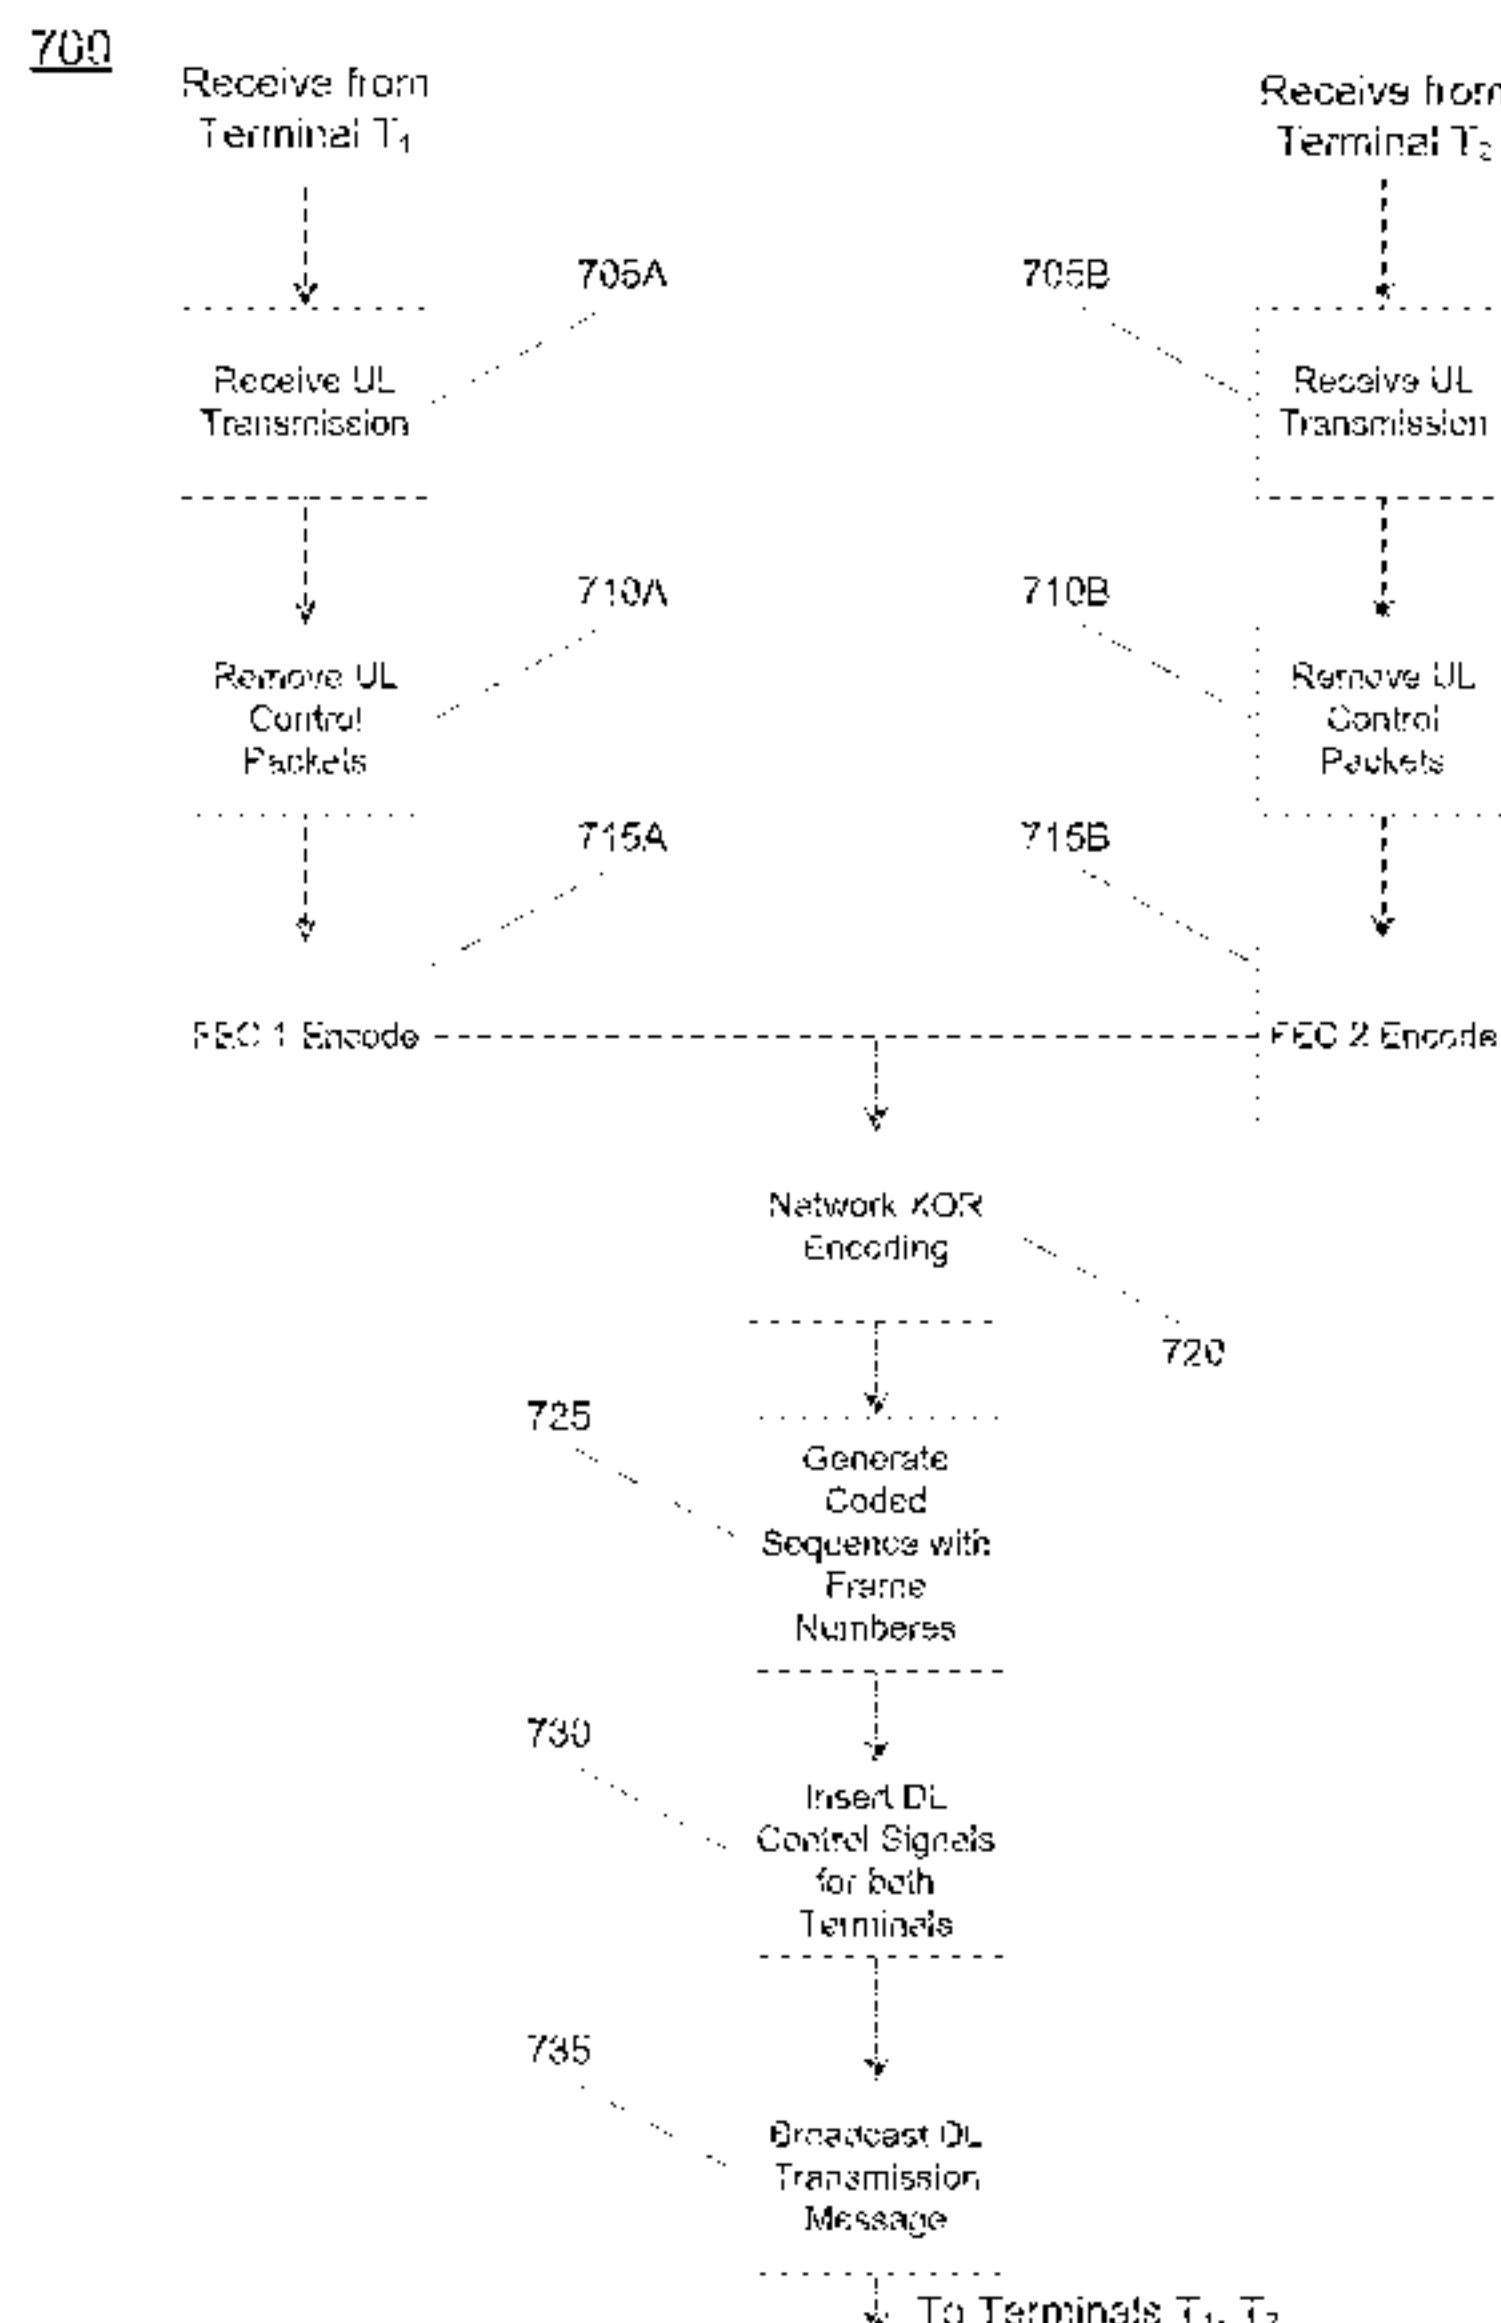 700
Receive from
Terminal T₁
Receive from
Terminal T₂
705A
705B
Receive UL
Transmission
Receive UL
Transmission
710A
710B
Remove UL
Control
Packets
Remove UL
Control
Packets
715A
715B
FEC 1 Encode
FEC 2 Encode
Network XOR
Encoding
720
725
Generate
Coded
Sequence with
Frame
Numberes
730
Insert DL
Control Signals
for both
Terminals
735
Broadcast DL
Transmission
Message
To Terminals T₁, T₂